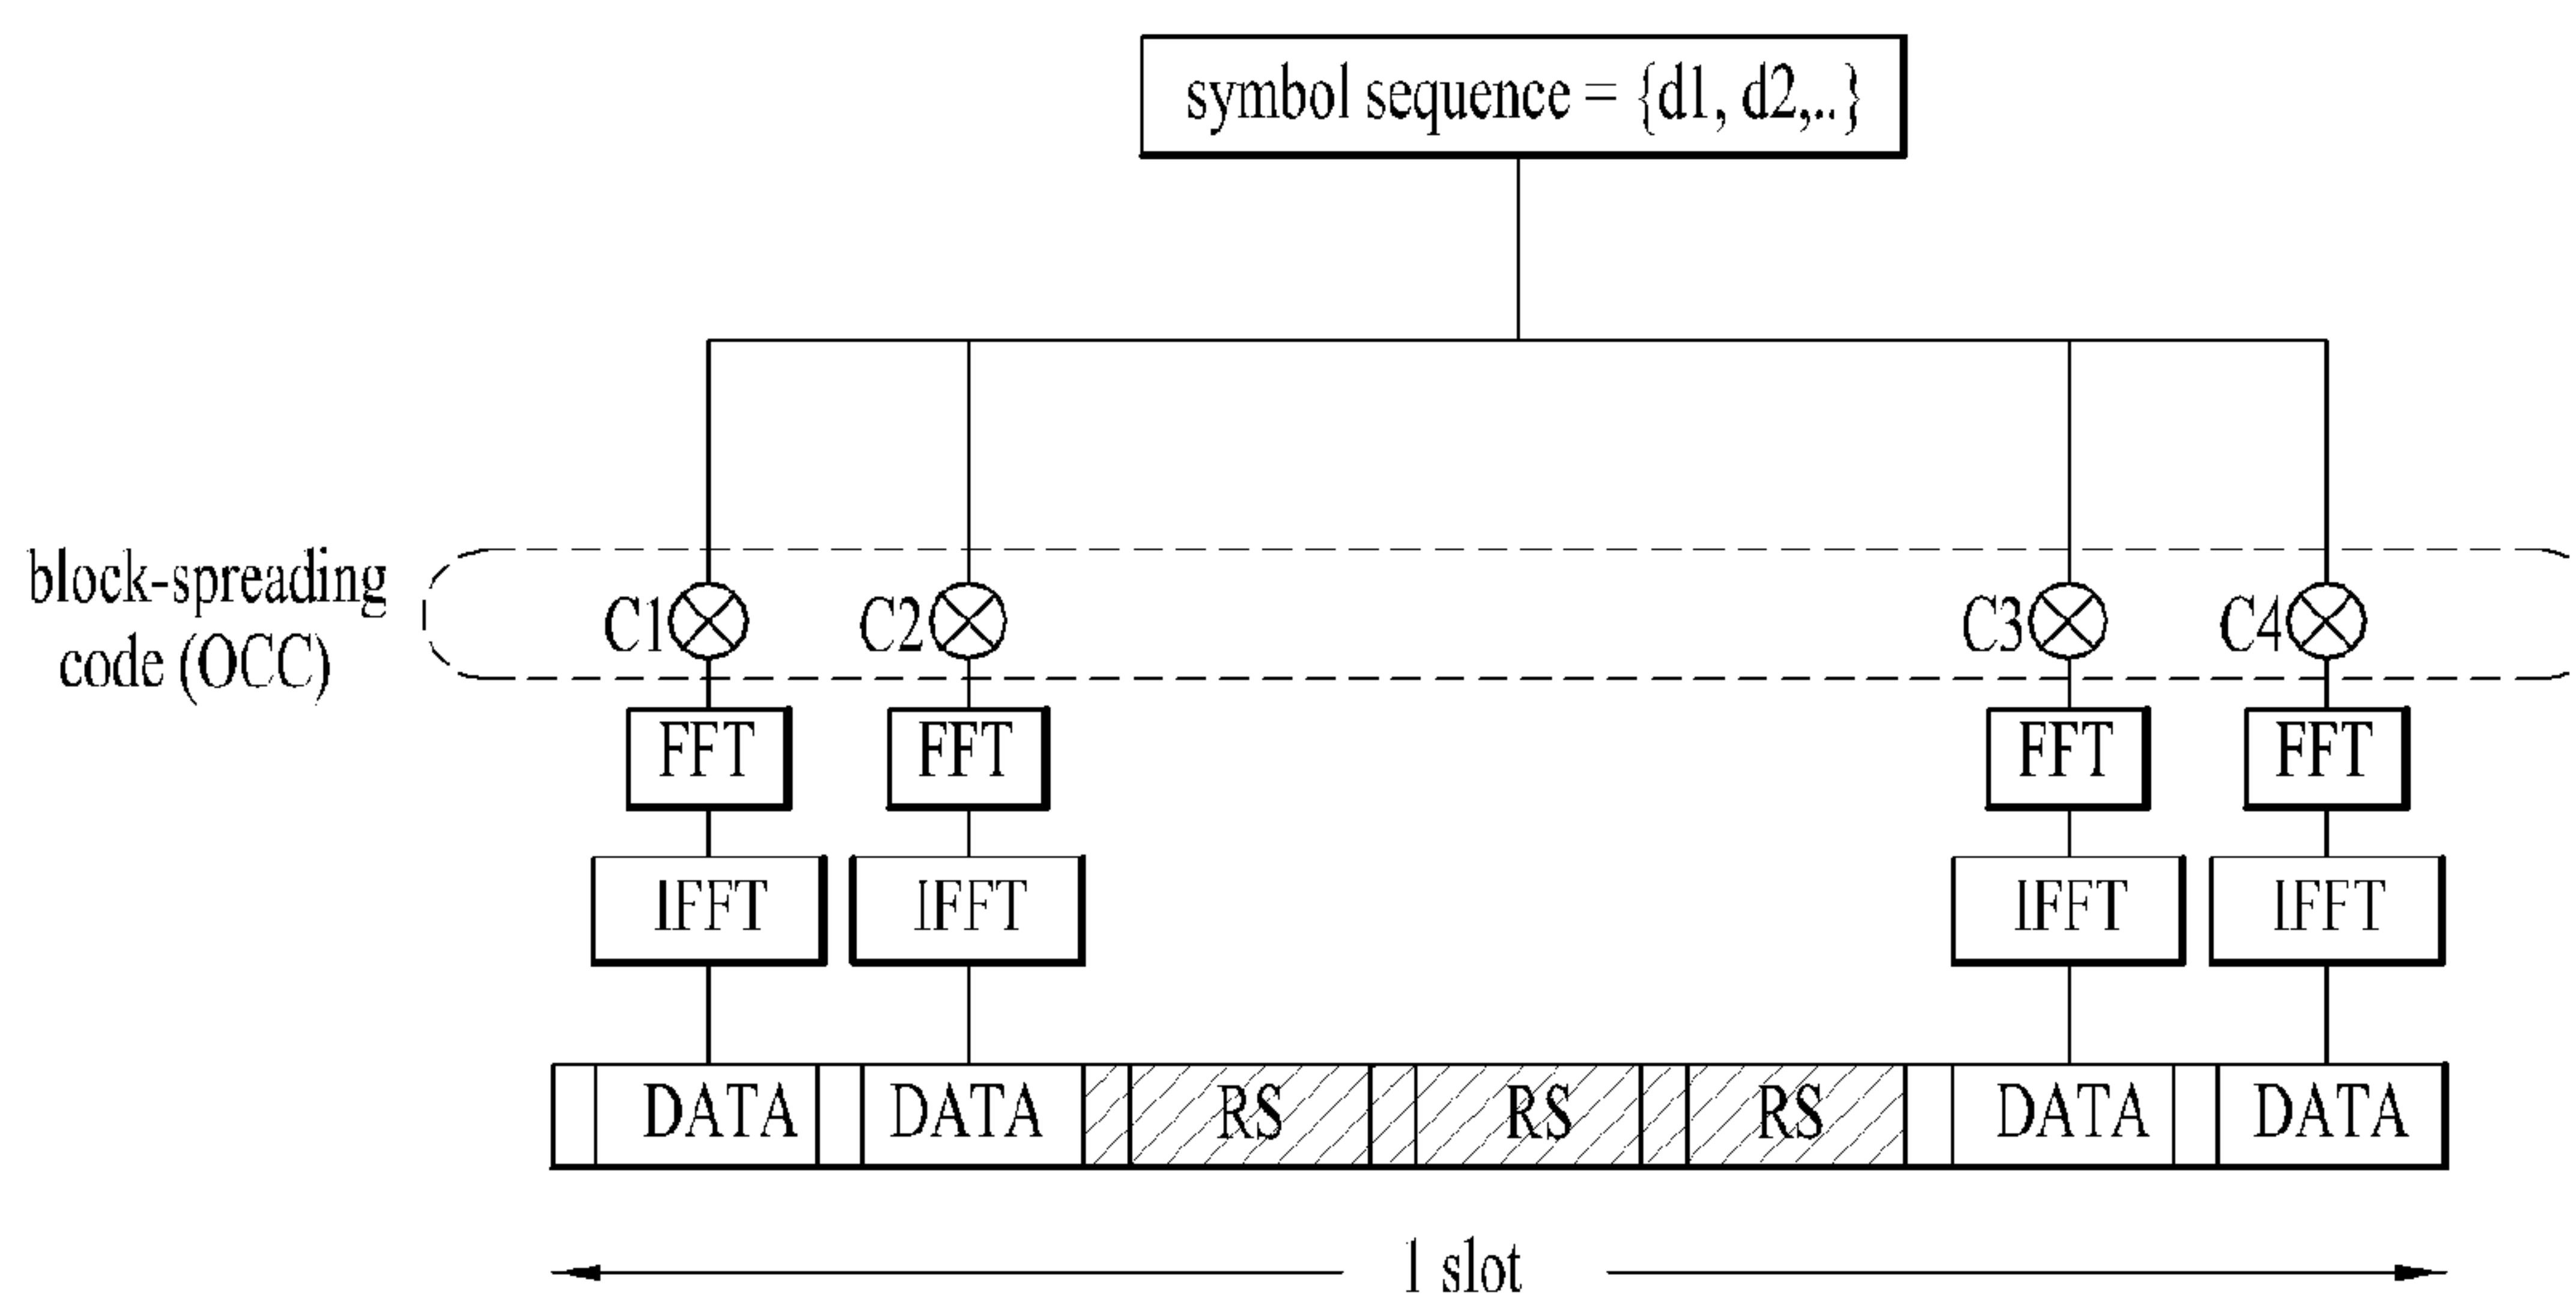 symbol sequence = {d1, d2,..}
block-spreading
code (OCC)
C1 C2 C3 C4
FFT FFT FFT FFT
IFFT IFFT IFFT IFFT
DATA DATA RS RS RS DATA DATA
1 slot